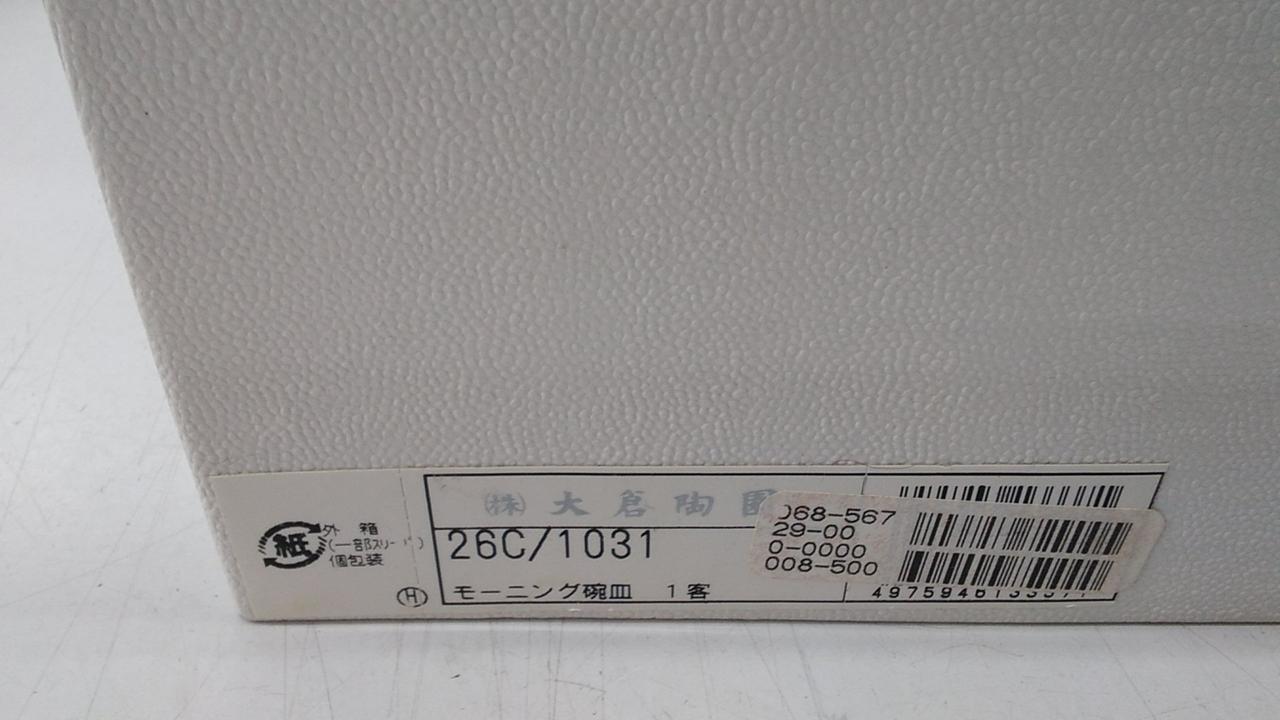 紙
外箱
(一部スリーブ)
個包装
H
(株)大倉陶園
26C/1031
モーニング碗皿 1客
068-567
29-00
0-0000
008-500